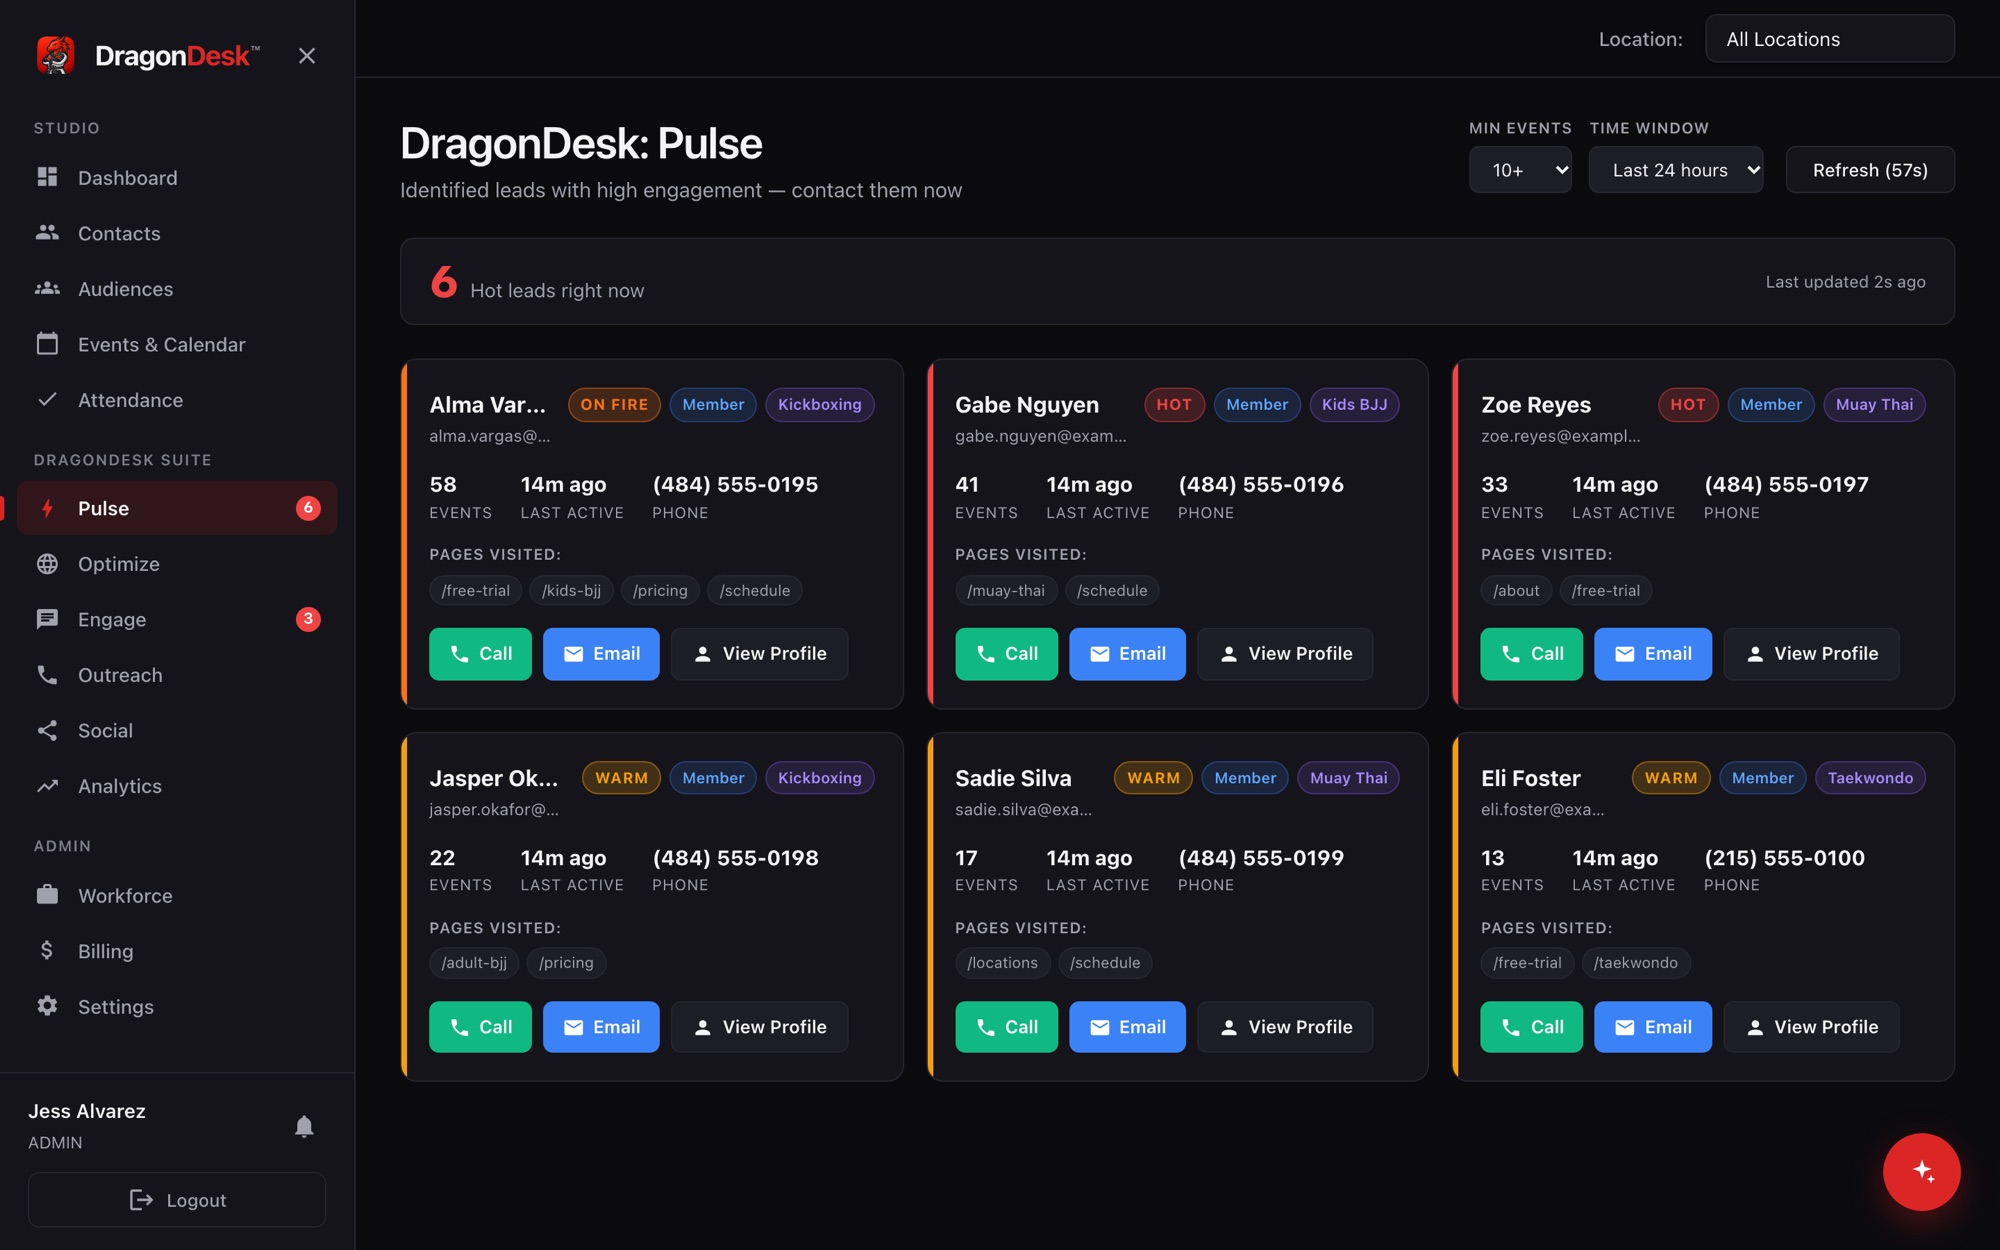 DragonDesk™
STUDIO
Dashboard
Contacts
Audiences
Events & Calendar
Attendance
DRAGONDESK SUITE
Pulse 6
Optimize
Engage 3
Outreach
Social
Analytics
ADMIN
Workforce
Billing
Settings
Jess Alvarez
ADMIN
Logout
Location: All Locations
DragonDesk: Pulse
Identified leads with high engagement — contact them now
MIN EVENTS TIME WINDOW
10+ Last 24 hours Refresh (57s)
6 Hot leads right now
Last updated 2s ago
Alma Var... ON FIRE Member Kickboxing
alma.vargas@...
58 14m ago (484) 555-0195
EVENTS LAST ACTIVE PHONE
PAGES VISITED:
/free-trial /kids-bjj /pricing /schedule
Call Email View Profile
Gabe Nguyen HOT Member Kids BJJ
gabe.nguyen@exam...
41 14m ago (484) 555-0196
EVENTS LAST ACTIVE PHONE
PAGES VISITED:
/muay-thai /schedule
Call Email View Profile
Zoe Reyes HOT Member Muay Thai
zoe.reyes@exampl...
33 14m ago (484) 555-0197
EVENTS LAST ACTIVE PHONE
PAGES VISITED:
/about /free-trial
Call Email View Profile
Jasper Ok... WARM Member Kickboxing
jasper.okafor@...
22 14m ago (484) 555-0198
EVENTS LAST ACTIVE PHONE
PAGES VISITED:
/adult-bjj /pricing
Call Email View Profile
Sadie Silva WARM Member Muay Thai
sadie.silva@exa...
17 14m ago (484) 555-0199
EVENTS LAST ACTIVE PHONE
PAGES VISITED:
/locations /schedule
Call Email View Profile
Eli Foster WARM Member Taekwondo
eli.foster@exa...
13 14m ago (215) 555-0100
EVENTS LAST ACTIVE PHONE
PAGES VISITED:
/free-trial /taekwondo
Call Email View Profile